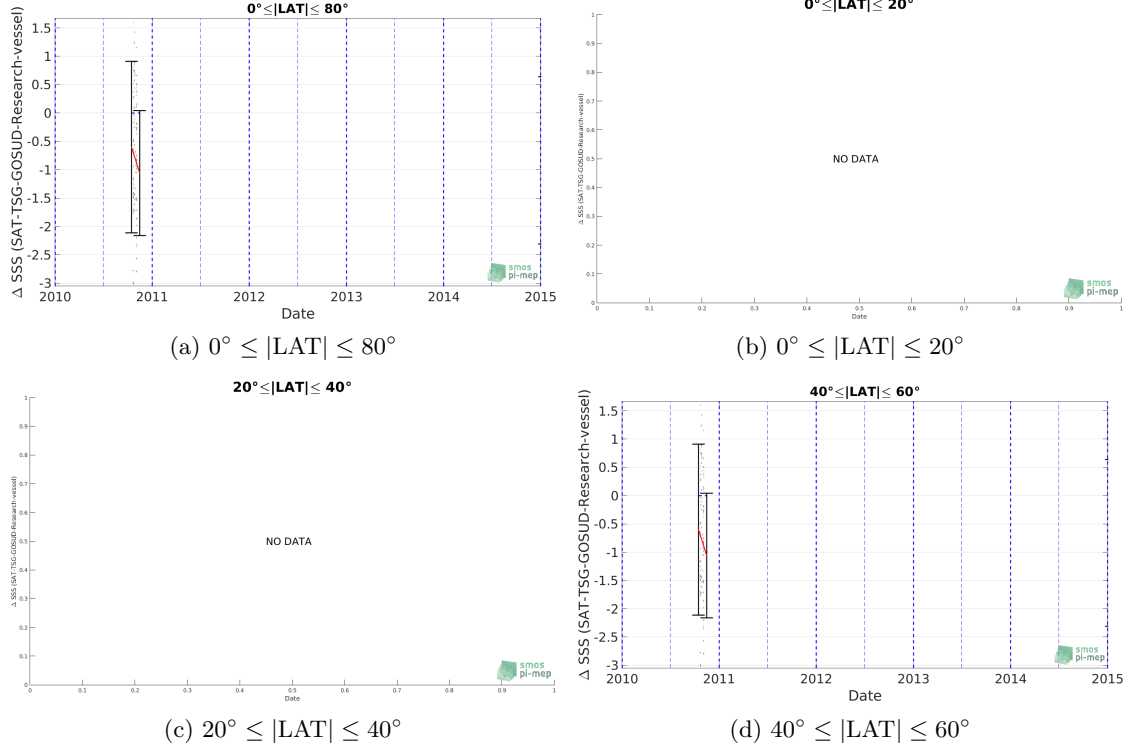 0°≤|LAT|≤ 80°
Δ SSS (SAT-TSG-GOSUD-Research-vessel)
1.5
1
0.5
0
-0.5
-1
-1.5
-2
-2.5
-3
2010 2011 2012 2013 2014 2015
Date
smos
pi-mep
(a) 0° ≤ |LAT| ≤ 80°
0°≤|LAT|≤ 20°
Δ SSS (SAT-TSG-GOSUD-Research-vessel)
1
0.9
0.8
0.7
0.6
0.5
0.4
0.3
0.2
0.1
0
NO DATA
0 0.1 0.2 0.3 0.4 0.5 0.6 0.7 0.8 0.9 1
Date
smos
pi-mep
(b) 0° ≤ |LAT| ≤ 20°
20°≤|LAT|≤ 40°
Δ SSS (SAT-TSG-GOSUD-Research-vessel)
1
0.9
0.8
0.7
0.6
0.5
0.4
0.3
0.2
0.1
0
NO DATA
0 0.1 0.2 0.3 0.4 0.5 0.6 0.7 0.8 0.9 1
Date
smos
pi-mep
(c) 20° ≤ |LAT| ≤ 40°
40°≤|LAT|≤ 60°
Δ SSS (SAT-TSG-GOSUD-Research-vessel)
1.5
1
0.5
0
-0.5
-1
-1.5
-2
-2.5
-3
2010 2011 2012 2013 2014 2015
Date
smos
pi-mep
(d) 40° ≤ |LAT| ≤ 60°